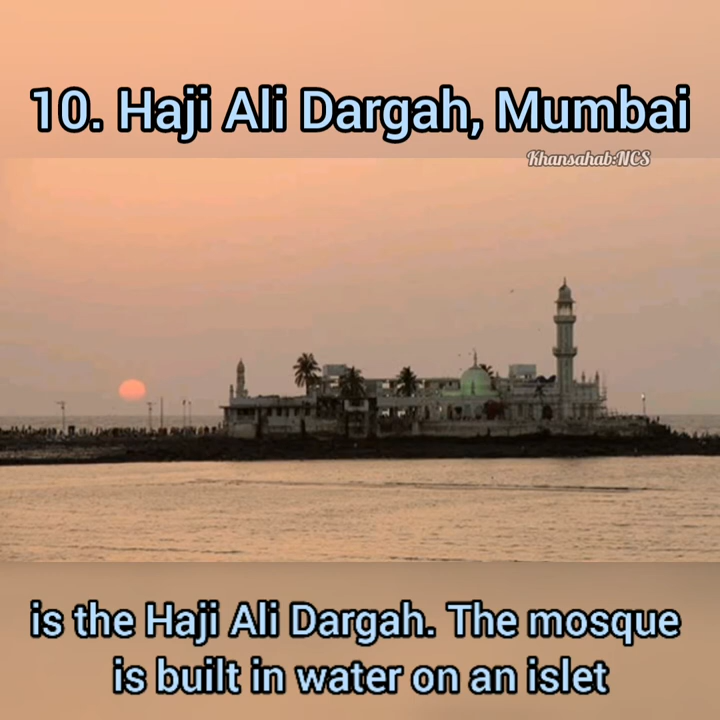 10. Haji Ali Dargah, Mumbai
Khansahab:NCS
is the Haji Ali Dargah. The mosque
is built in water on an islet